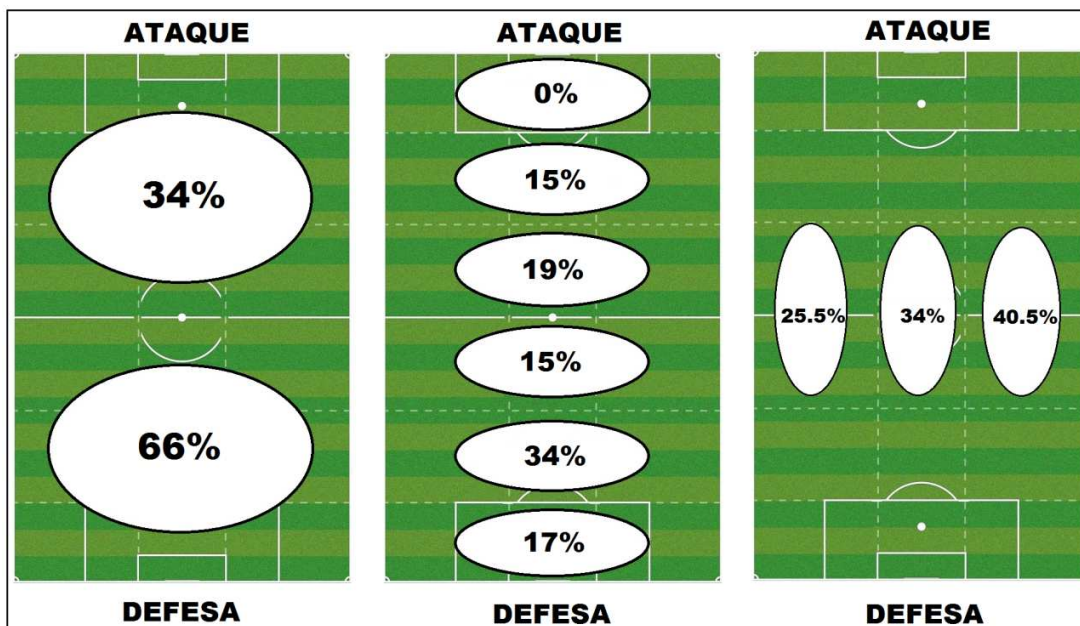 ATAQUE
34%
66%
DEFESA
ATAQUE
0%
15%
19%
15%
34%
17%
DEFESA
ATAQUE
25.5% 34% 40.5%
DEFESA